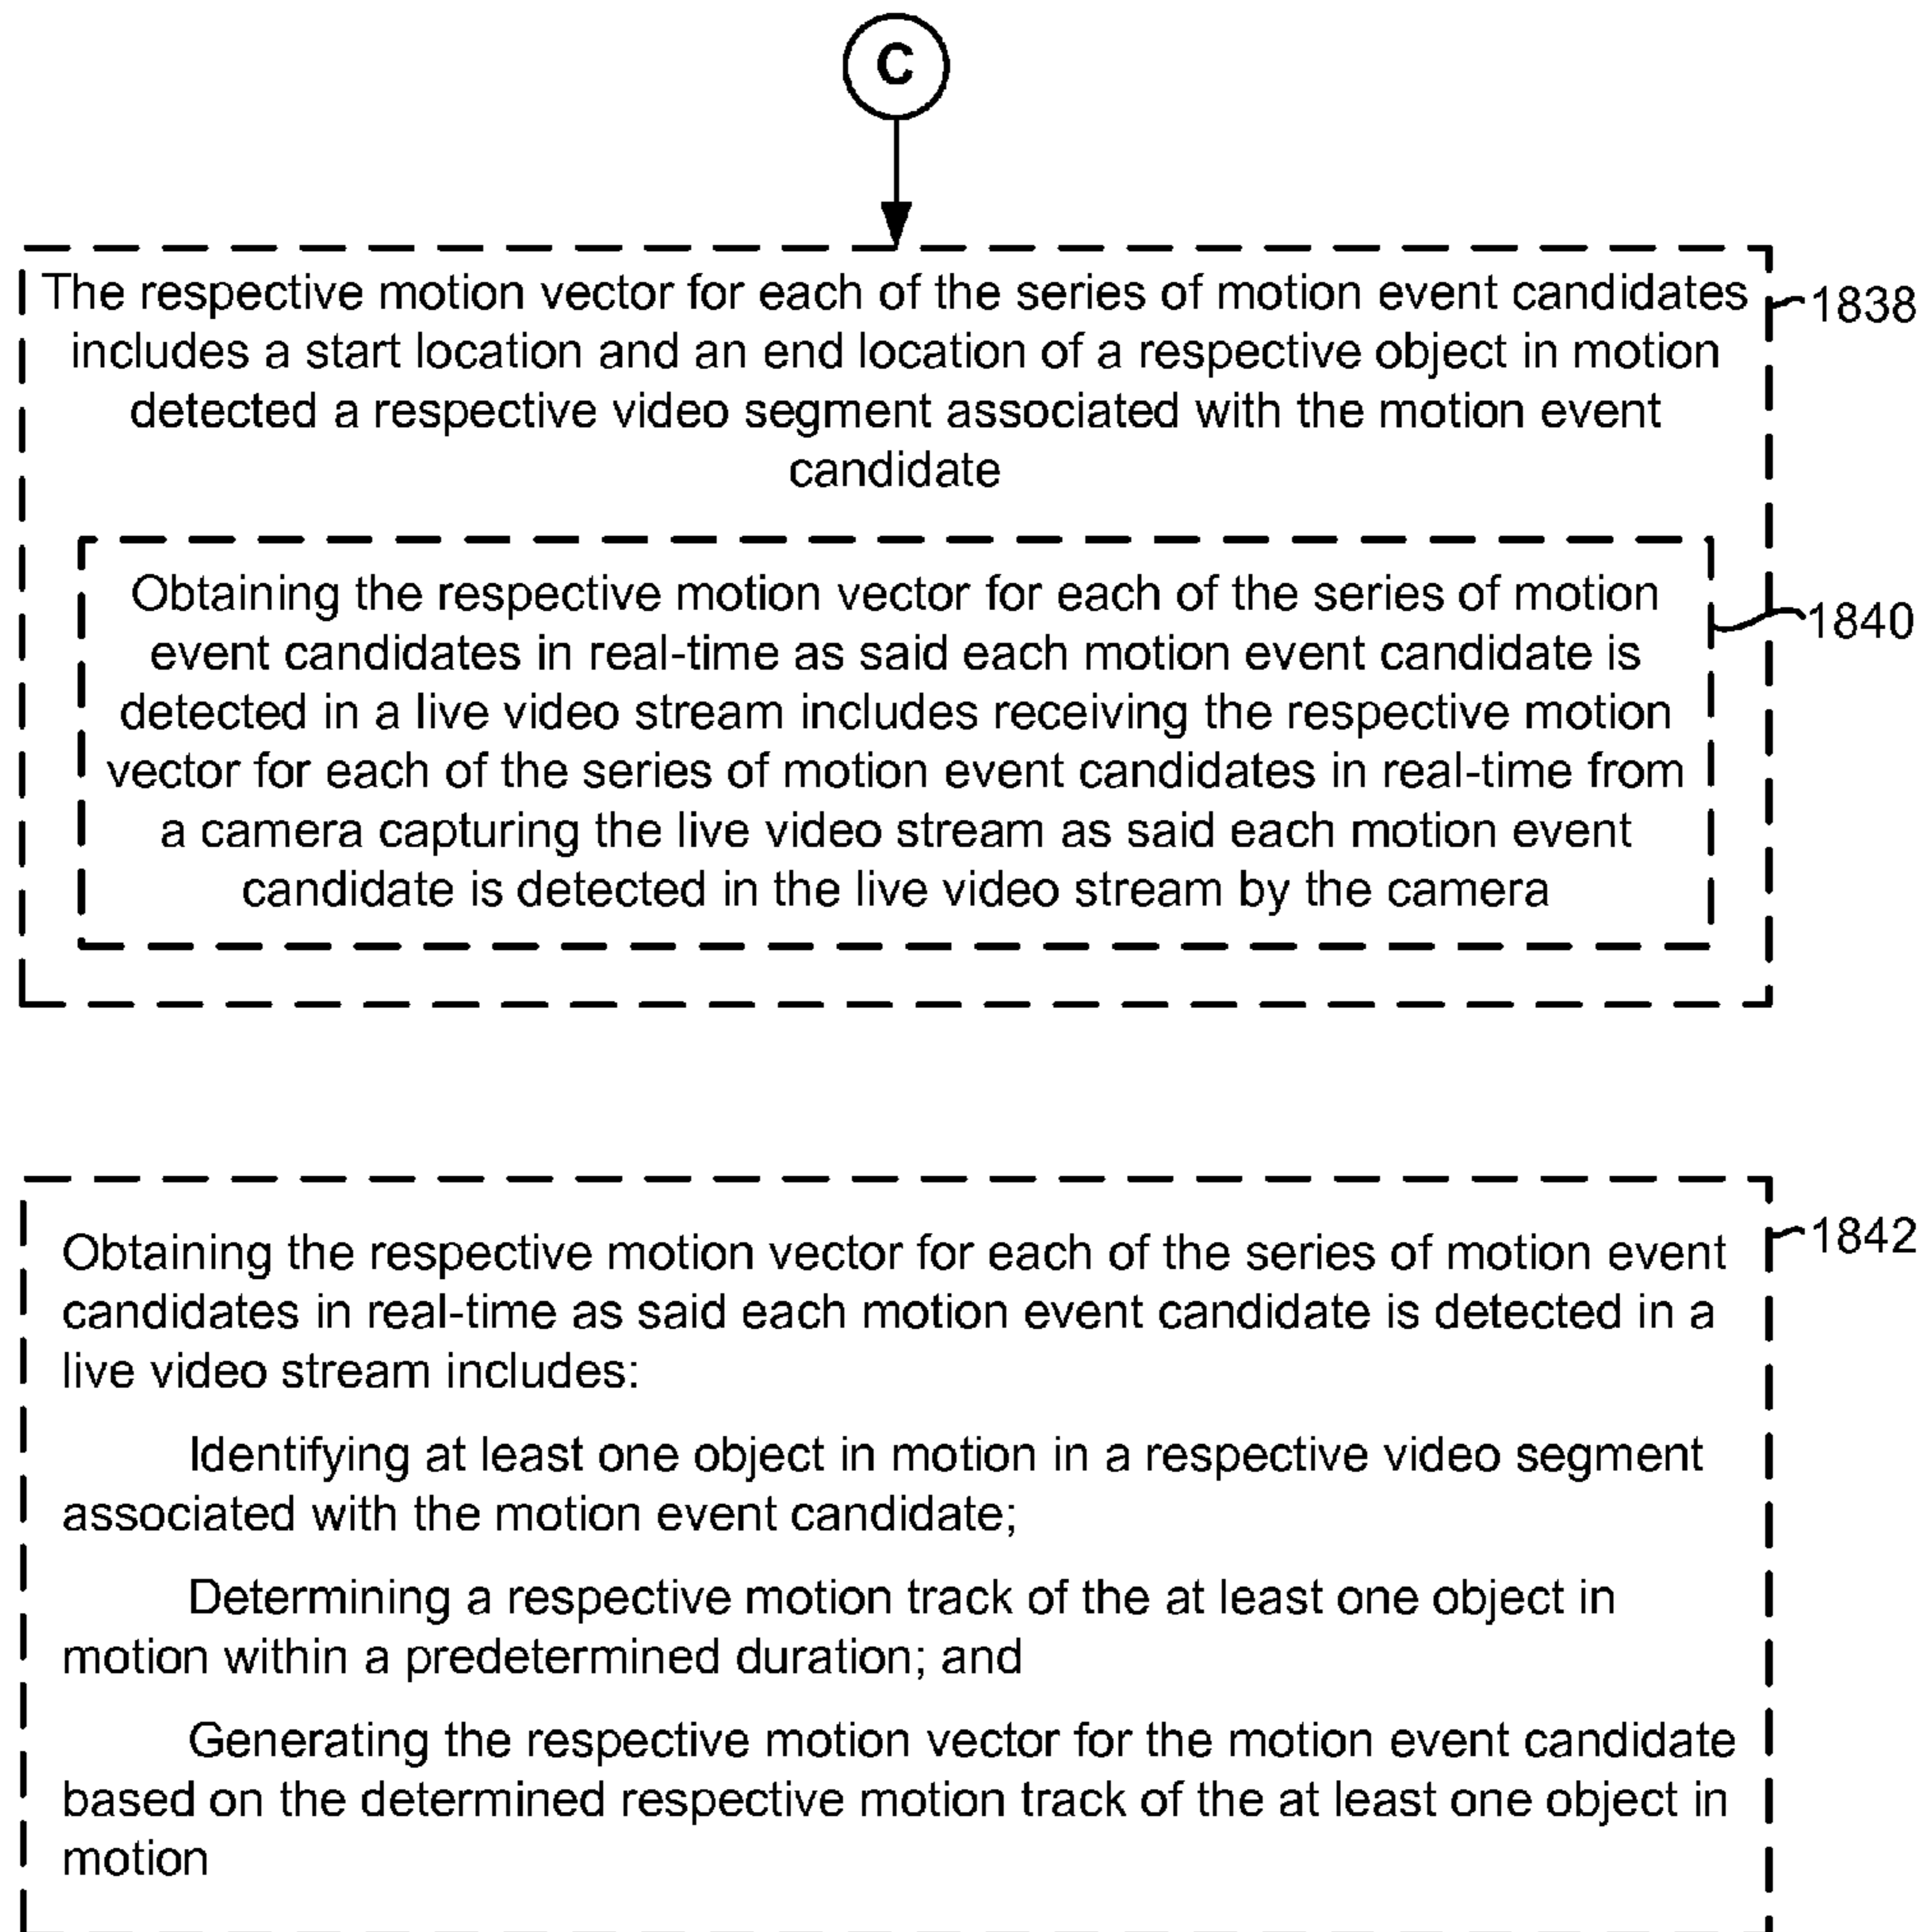 C
The respective motion vector for each of the series of motion event candidates
1838
includes a start location and an end location of a respective object in motion
detected a respective video segment associated with the motion event
candidate
Obtaining the respective motion vector for each of the series of motion
1840
event candidates in real-time as said each motion event candidate is
detected in a live video stream includes receiving the respective motion
vector for each of the series of motion event candidates in real-time from
a camera capturing the live video stream as said each motion event
candidate is detected in the live video stream by the camera
1842
Obtaining the respective motion vector for each of the series of motion event
candidates in real-time as said each motion event candidate is detected in a
live video stream includes:
Identifying at least one object in motion in a respective video segment
associated with the motion event candidate;
Determining a respective motion track of the at least one object in
motion within a predetermined duration; and
Generating the respective motion vector for the motion event candidate
based on the determined respective motion track of the at least one object in
motion